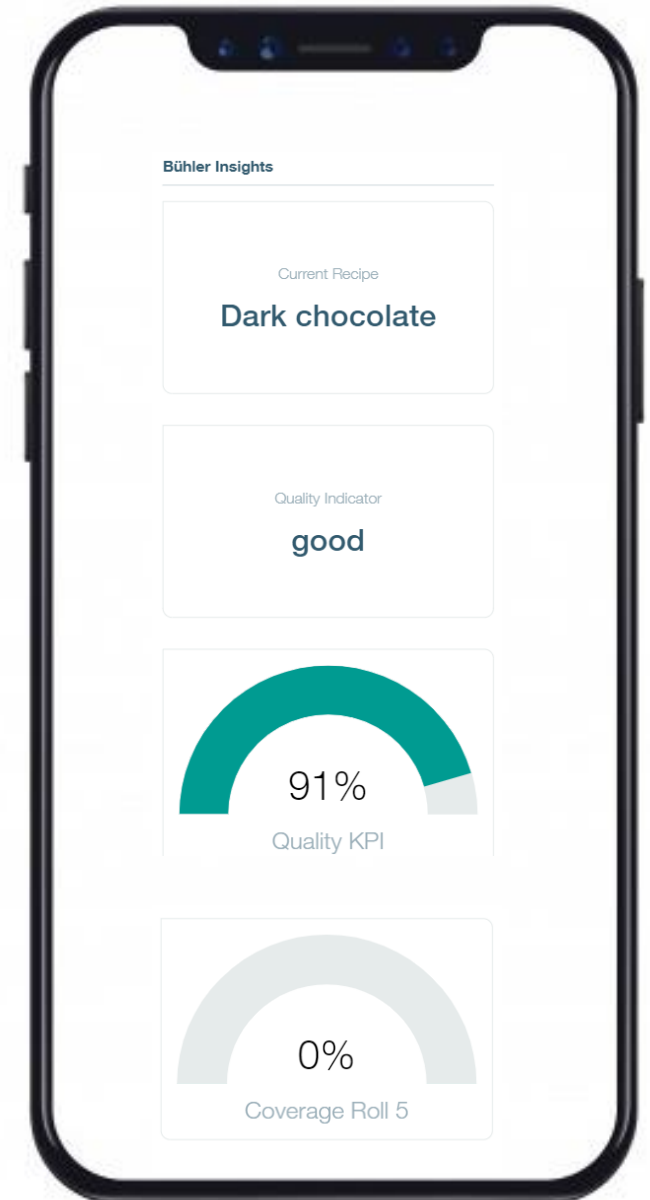 Bühler Insights
Current Recipe
Dark chocolate
Quality Indicator
good
91%
Quality KPI
0%
Coverage Roll 5